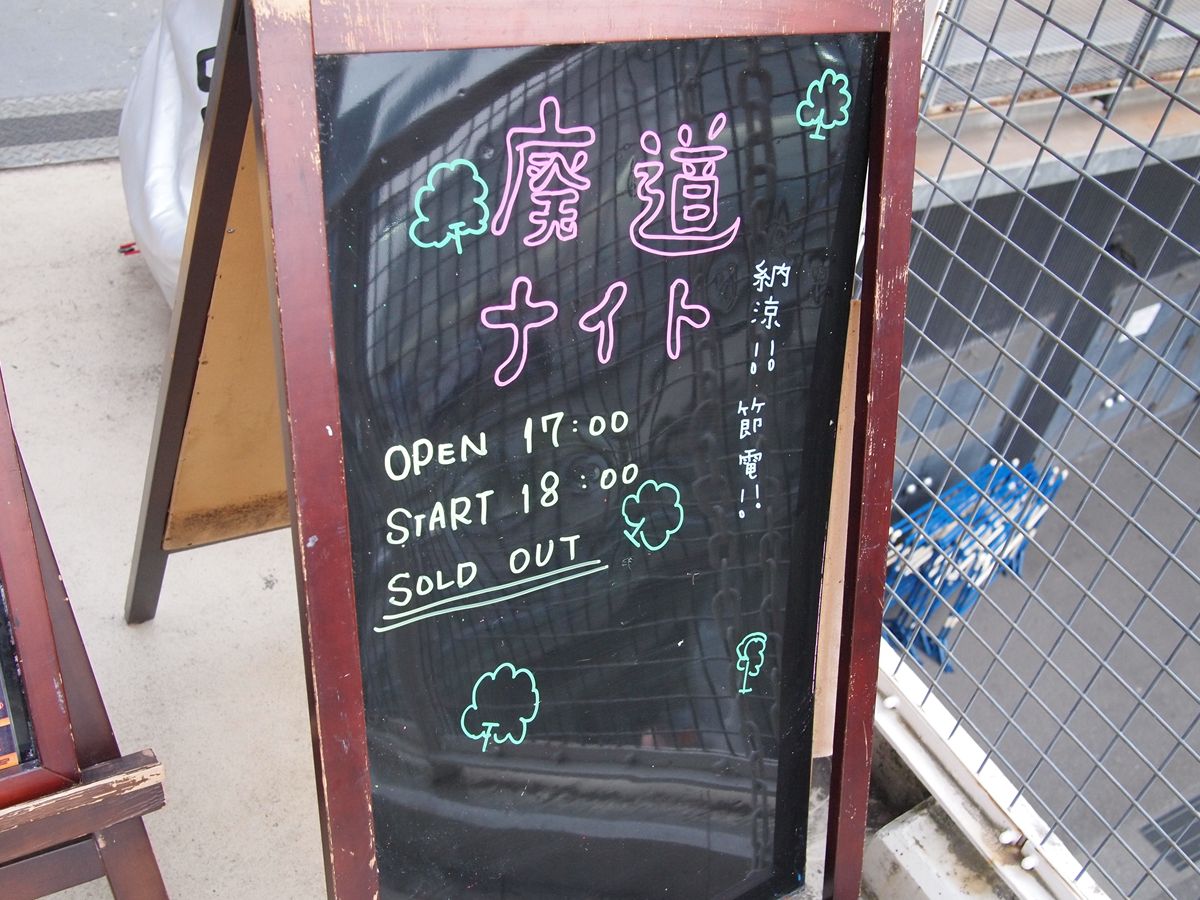 廃道
ナイト
納涼!! 節電!!
OPEN 17:00
START 18:00
SOLD OUT